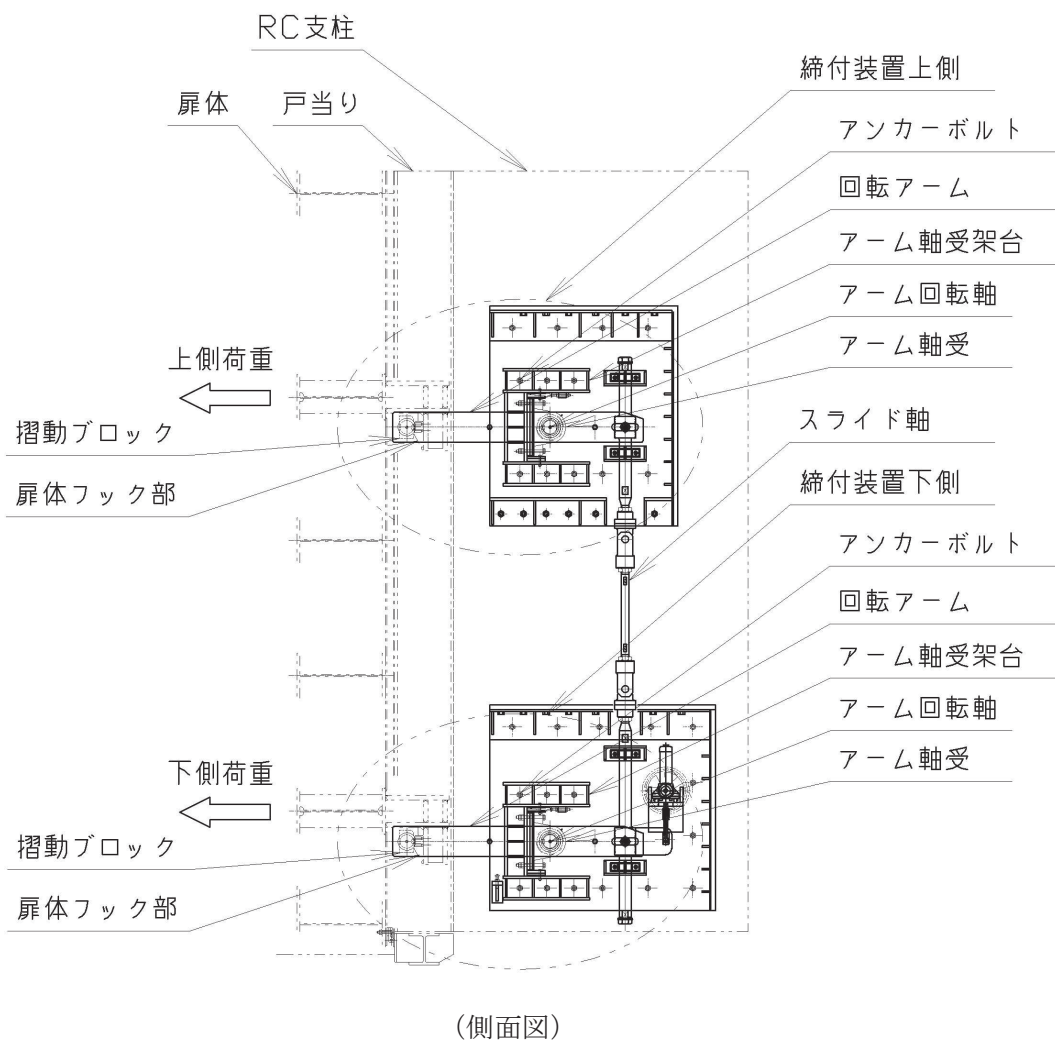 RC支柱
締付装置上側
扉体
戸当り
アンカーボルト
回転アーム
アーム軸受架台
アーム回転軸
アーム軸受
上側荷重
スライド軸
摺動ブロック
締付装置下側
扉体フック部
アンカーボルト
回転アーム
アーム軸受架台
アーム回転軸
アーム軸受
下側荷重
摺動ブロック
扉体フック部
(側面図)